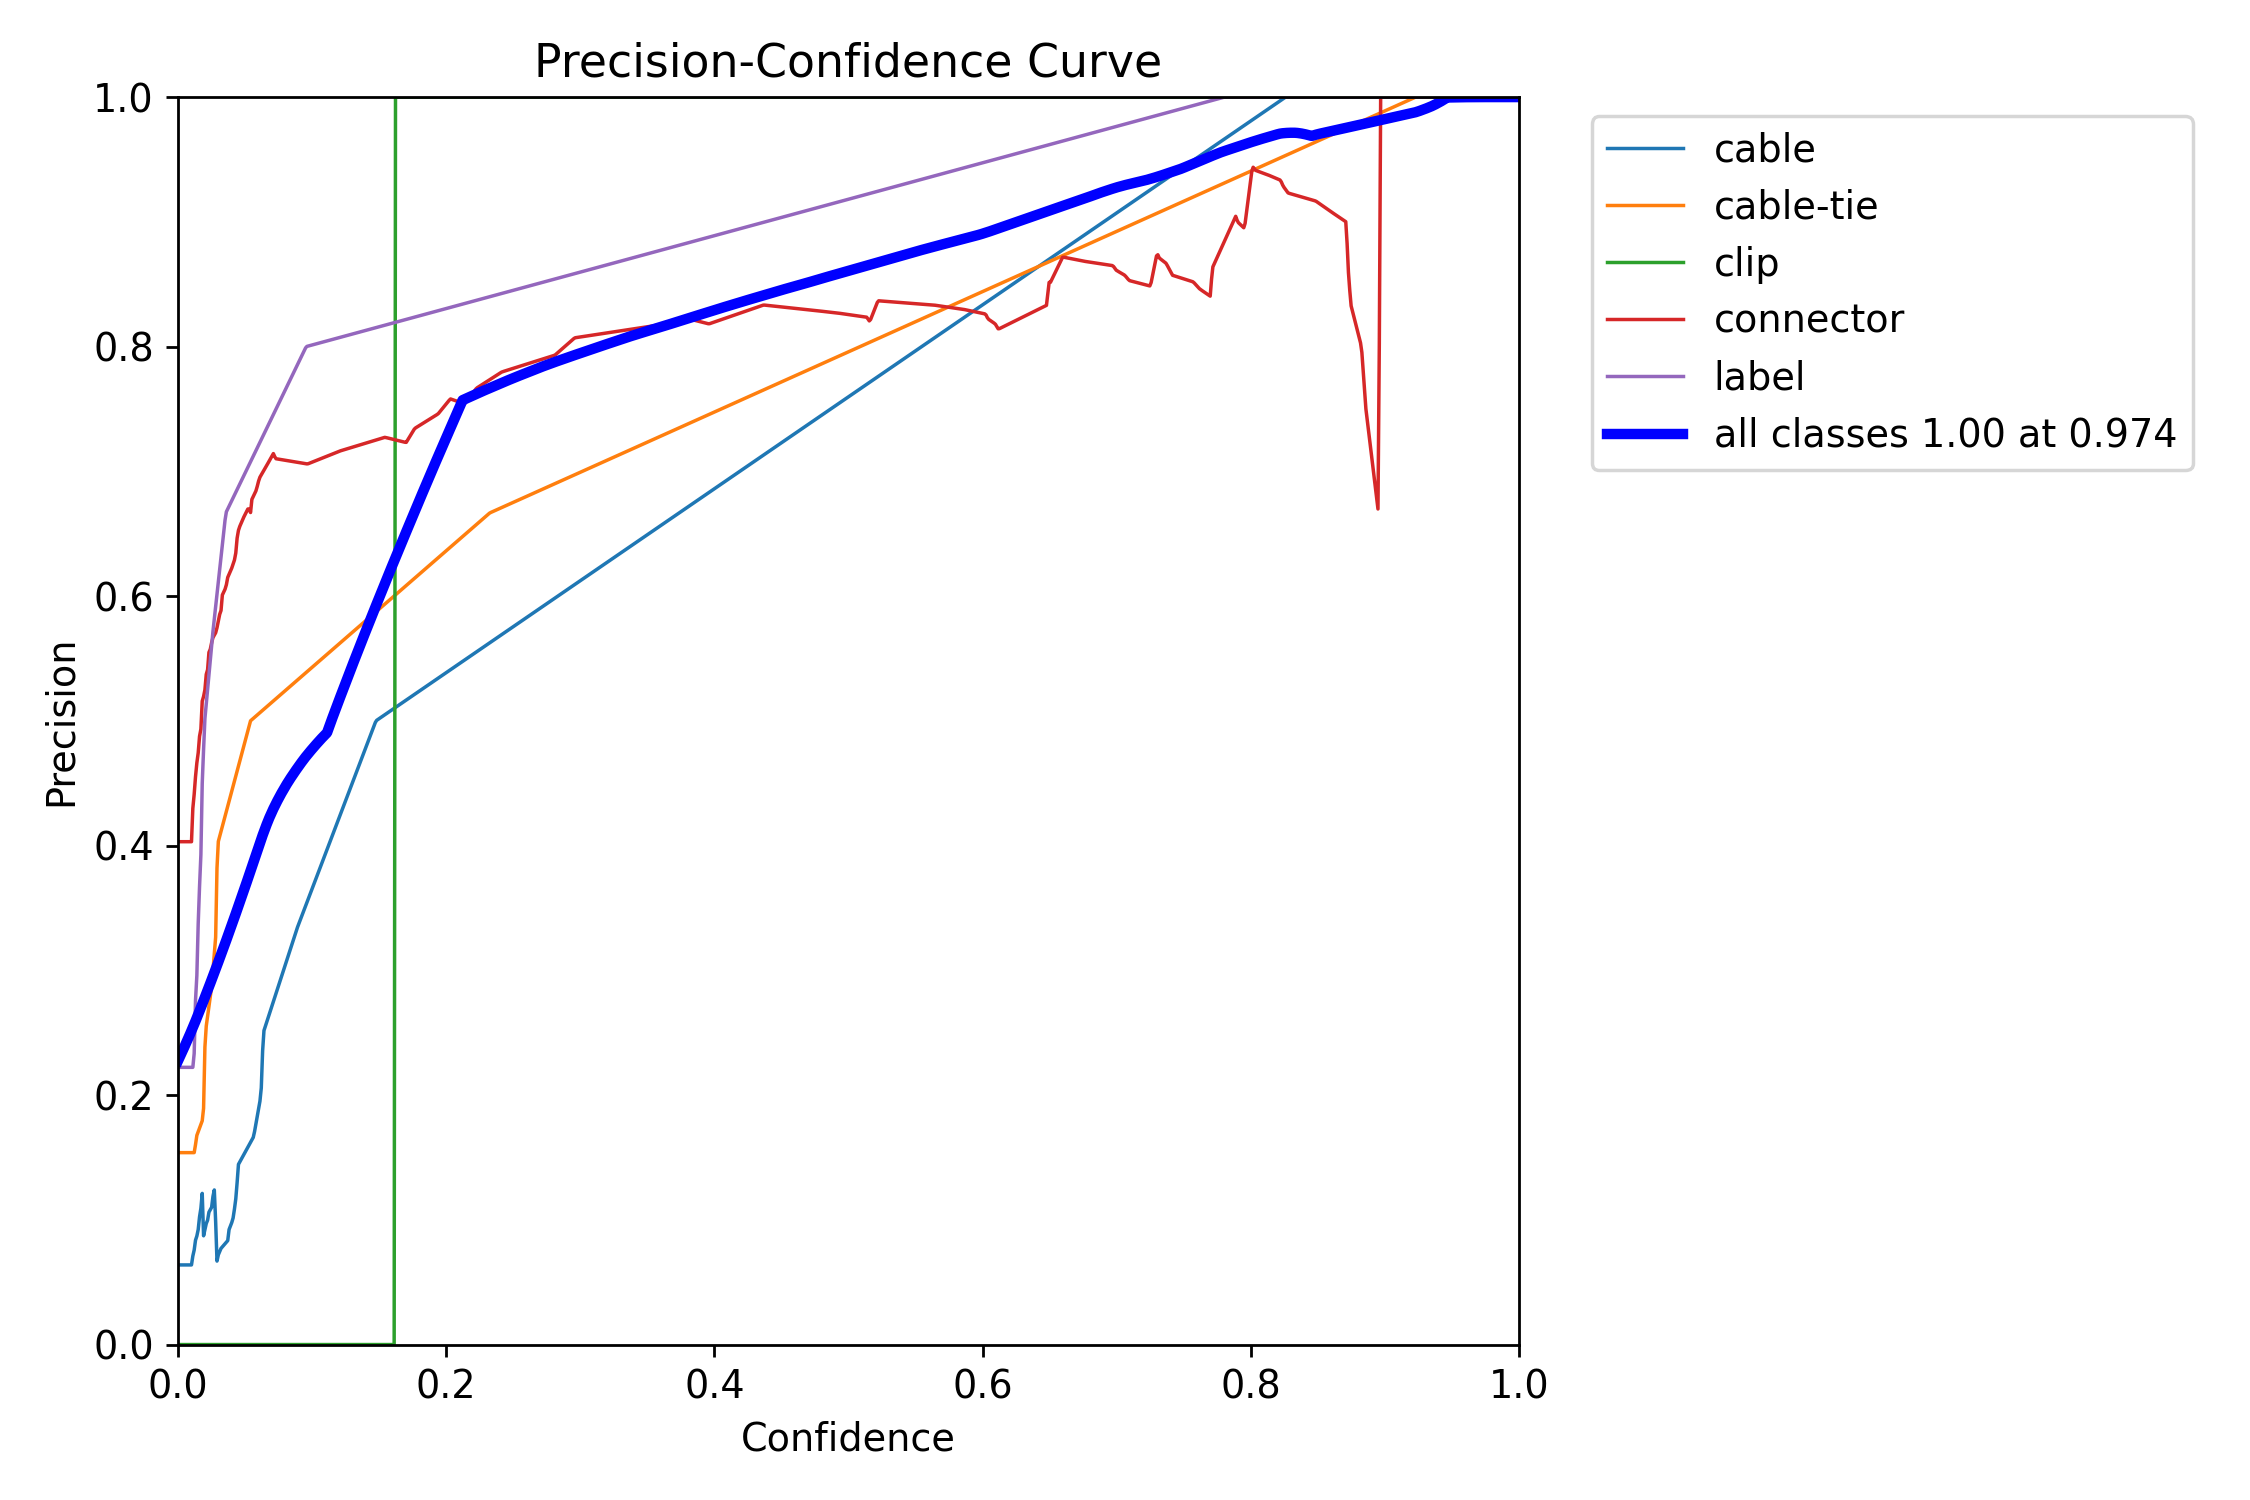 Precision-Confidence Curve
1.0
0.8
0.6
0.4
0.2
0.0
Precision
0.0 0.2 0.4 0.6 0.8 1.0
Confidence
cable
cable-tie
clip
connector
label
all classes 1.00 at 0.974